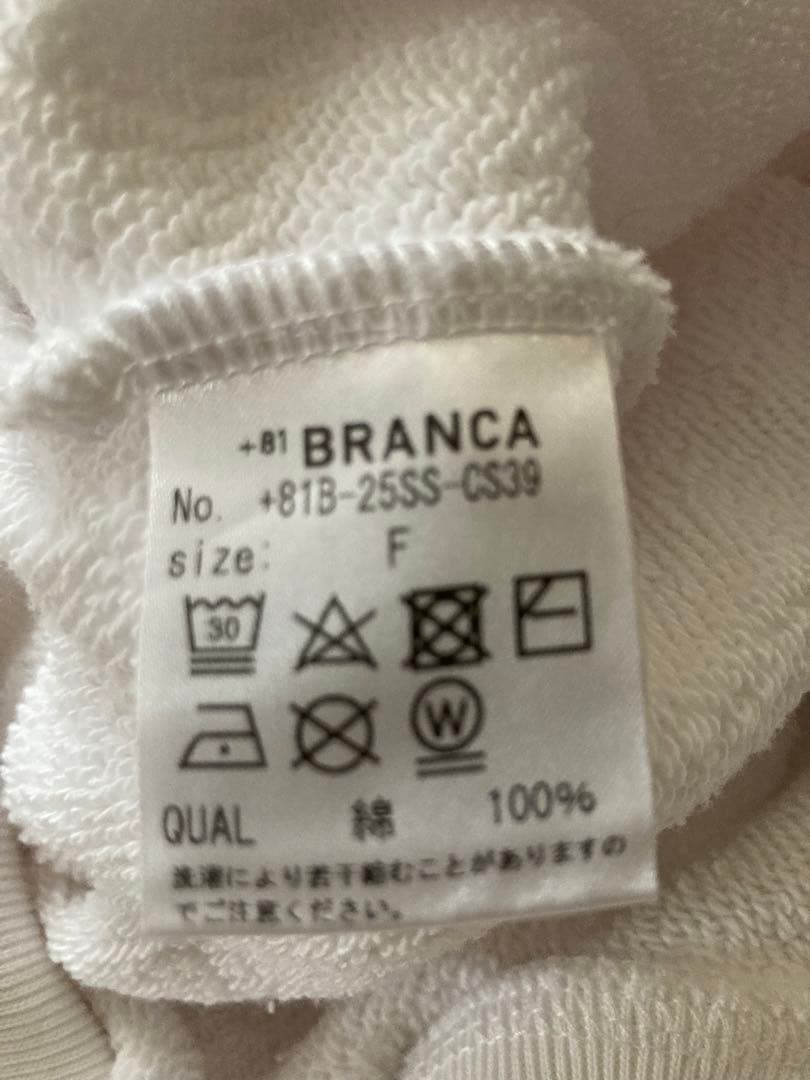 +81 BRANCA
No. +81B-25SS-CS39
size: F
30
W
QUAL 綿 100%
洗濯により若干縮むことがありますの
でご注意ください。